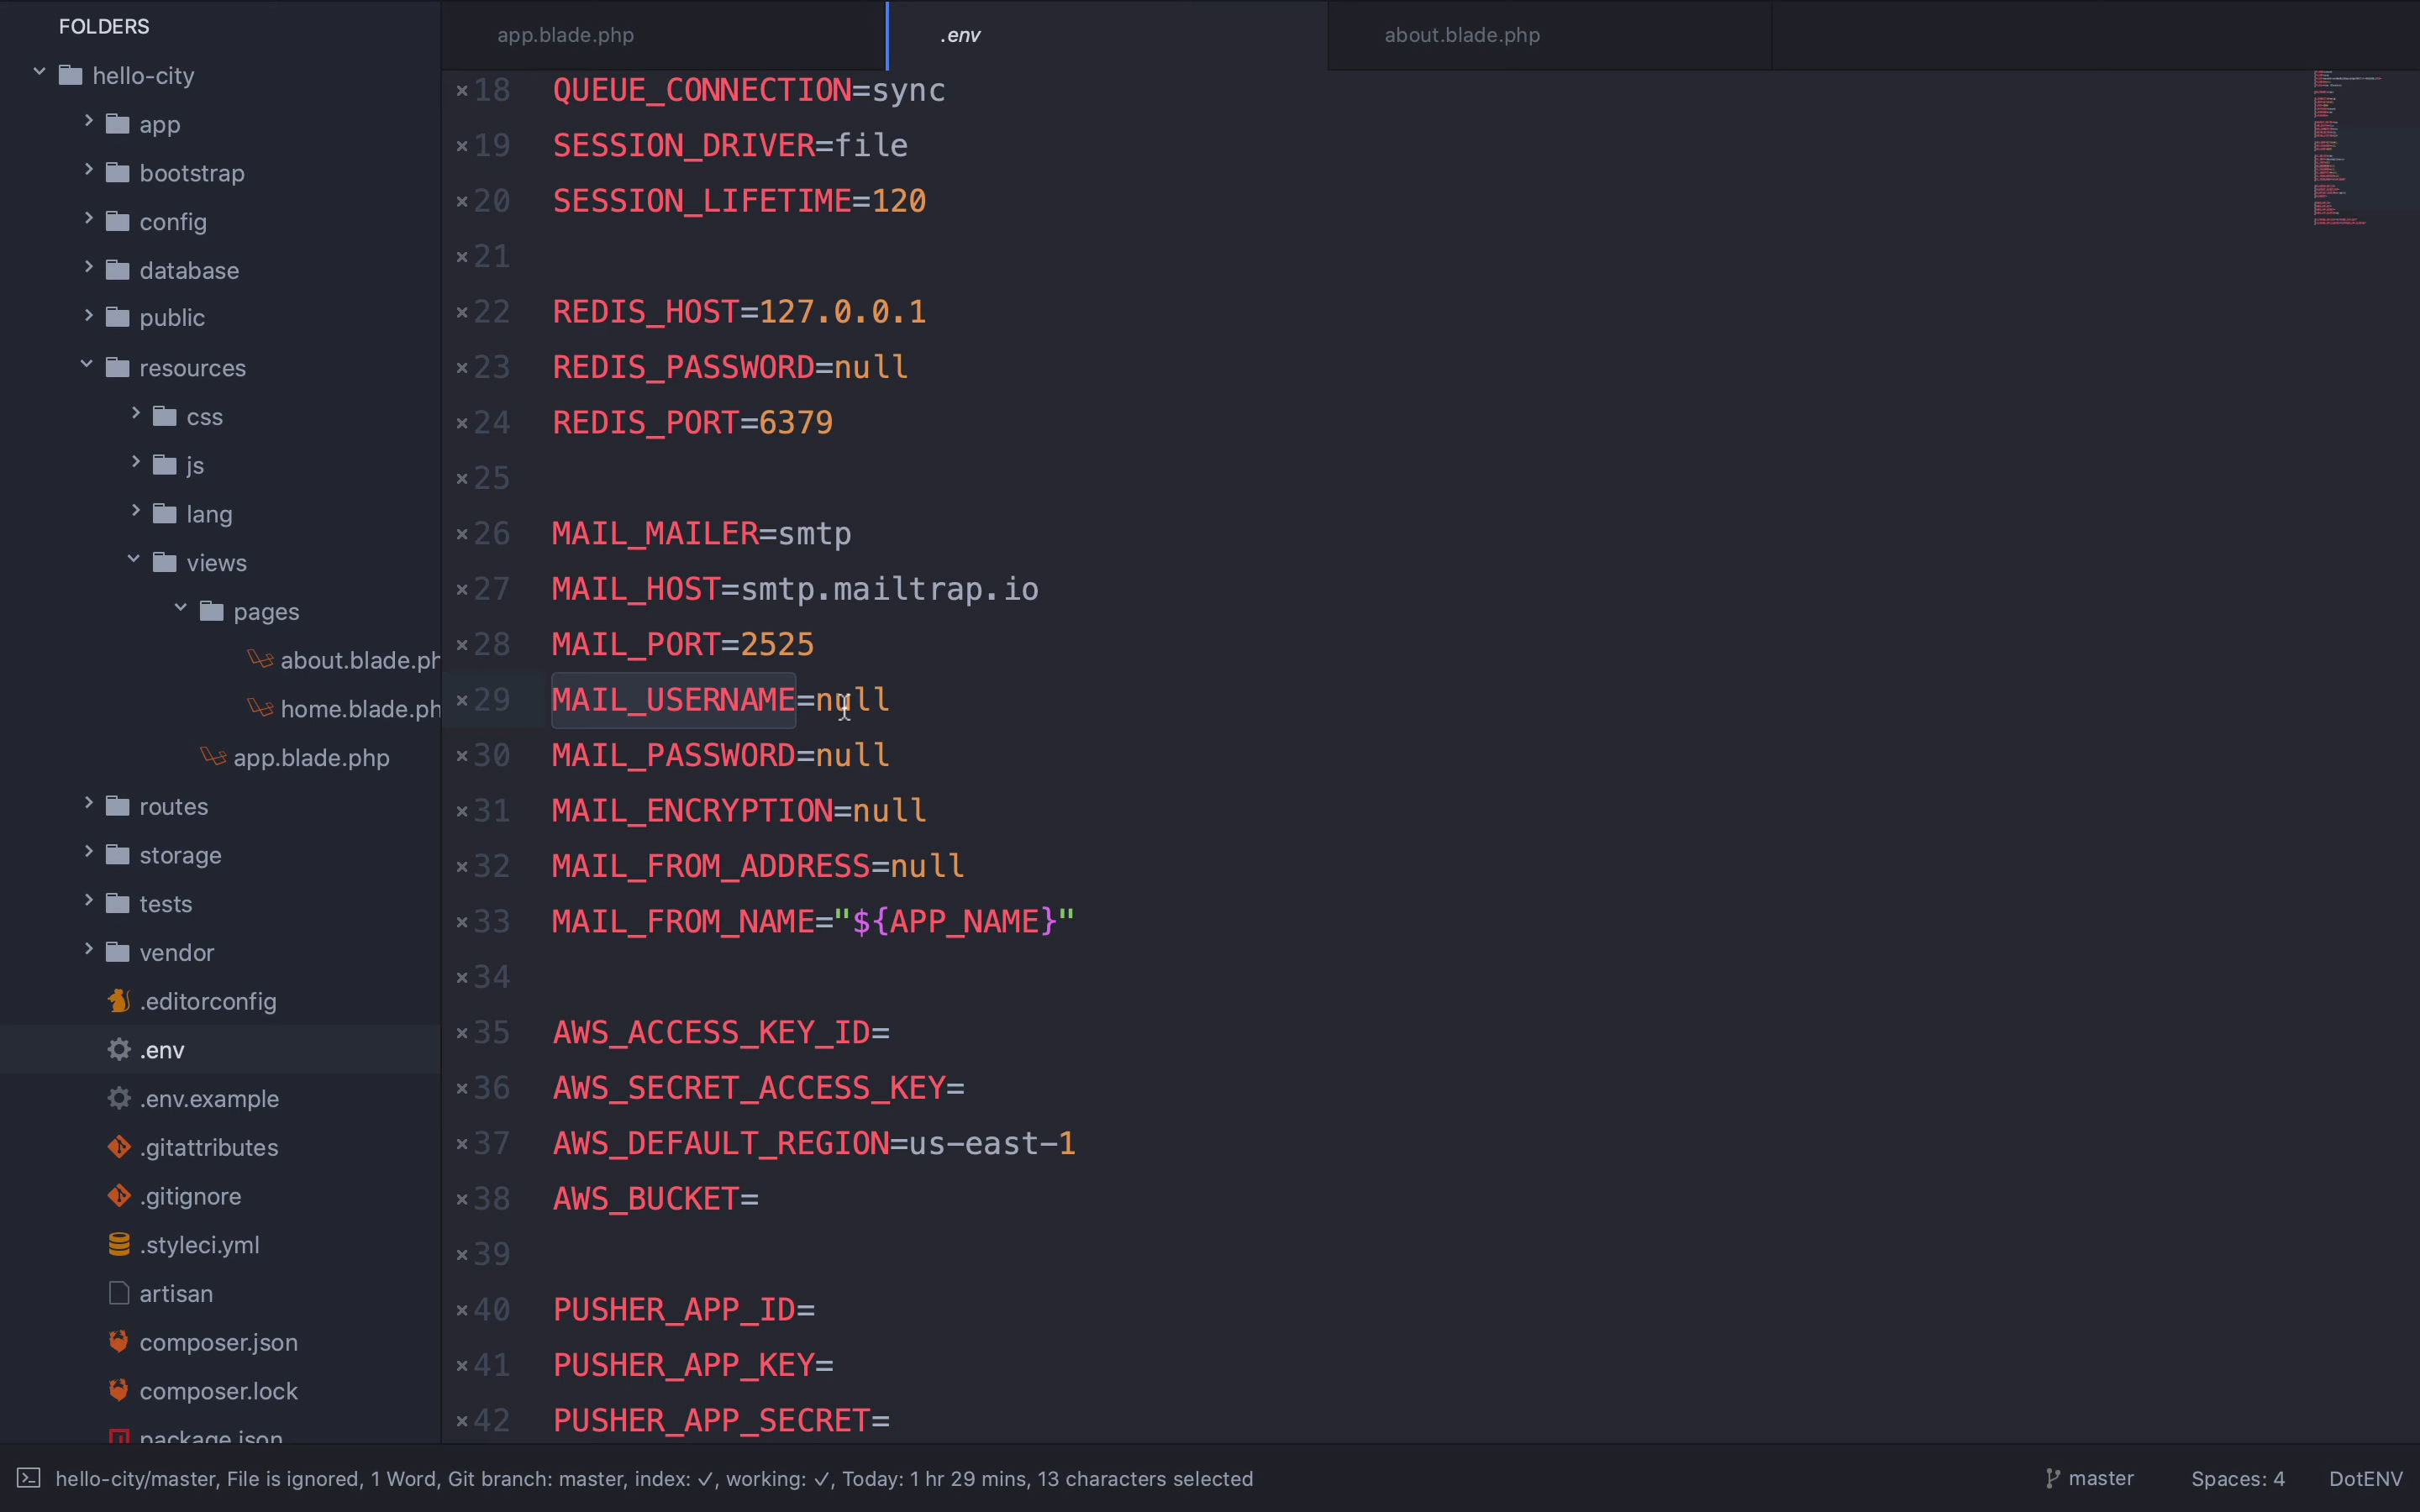 FOLDERS
hello-city
app
bootstrap
config
database
public
resources
css
js
lang
views
pages
about.blade.ph
home.blade.ph
app.blade.php
routes
storage
tests
vendor
.editorconfig
.env
.env.example
.gitattributes
.gitignore
.styleci.yml
artisan
composer.json
composer.lock
package.json
app.blade.php
.env
about.blade.php
×18 QUEUE_CONNECTION=sync
×19 SESSION_DRIVER=file
×20 SESSION_LIFETIME=120
×21
×22 REDIS_HOST=127.0.0.1
×23 REDIS_PASSWORD=null
×24 REDIS_PORT=6379
×25
×26 MAIL_MAILER=smtp
×27 MAIL_HOST=smtp.mailtrap.io
×28 MAIL_PORT=2525
×29 MAIL_USERNAME=null
×30 MAIL_PASSWORD=null
×31 MAIL_ENCRYPTION=null
×32 MAIL_FROM_ADDRESS=null
×33 MAIL_FROM_NAME="${APP_NAME}"
×34
×35 AWS_ACCESS_KEY_ID=
×36 AWS_SECRET_ACCESS_KEY=
×37 AWS_DEFAULT_REGION=us-east-1
×38 AWS_BUCKET=
×39
×40 PUSHER_APP_ID=
×41 PUSHER_APP_KEY=
×42 PUSHER_APP_SECRET=
hello-city/master, File is ignored, 1 Word, Git branch: master, index: ✓, working: ✓, Today: 1 hr 29 mins, 13 characters selected
master
Spaces: 4
DotENV